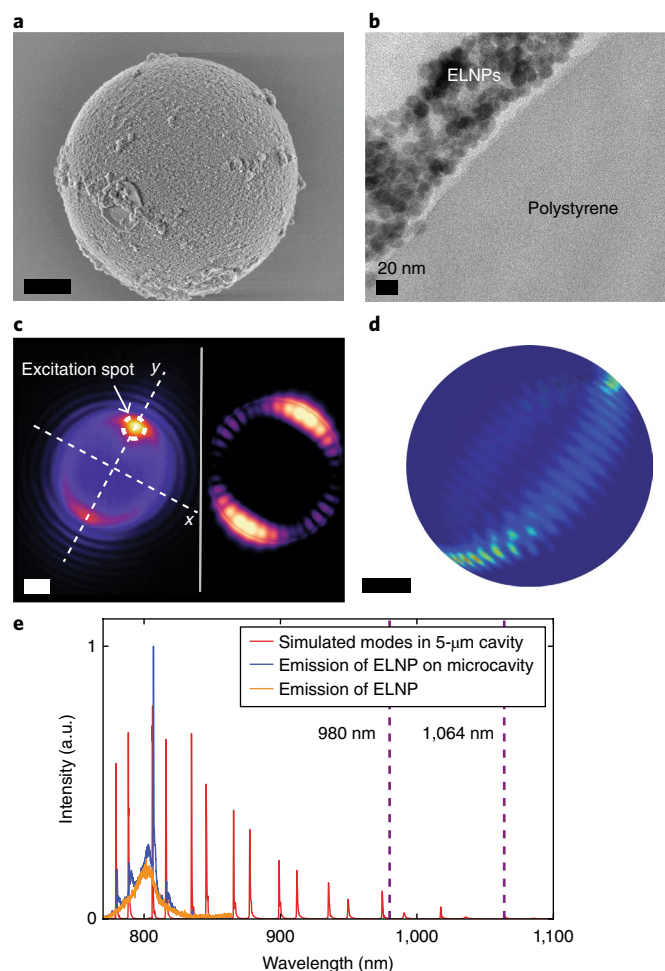 a
b
ELNPs
Polystyrene
20 nm
c
d
Excitation spot
y
x
e
1
Simulated modes in 5-μm cavity
Emission of ELNP on microcavity
Emission of ELNP
980 nm
1,064 nm
Intensity (a.u.)
0
800
900
1,000
1,100
Wavelength (nm)